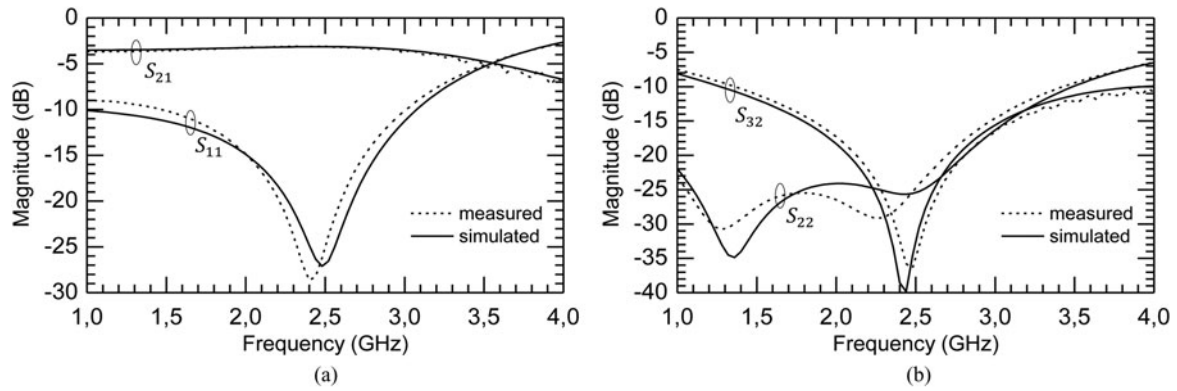 0
-5
-10
-15
-20
-25
-30
Magnitude (dB)
S21
S11
measured
simulated
1,0 1,5 2,0 2,5 3,0 3,5 4,0
Frequency (GHz)
(a)
0
-5
-10
-15
-20
-25
-30
-35
-40
Magnitude (dB)
S32
S22
measured
simulated
1,0 1,5 2,0 2,5 3,0 3,5 4,0
Frequency (GHz)
(b)